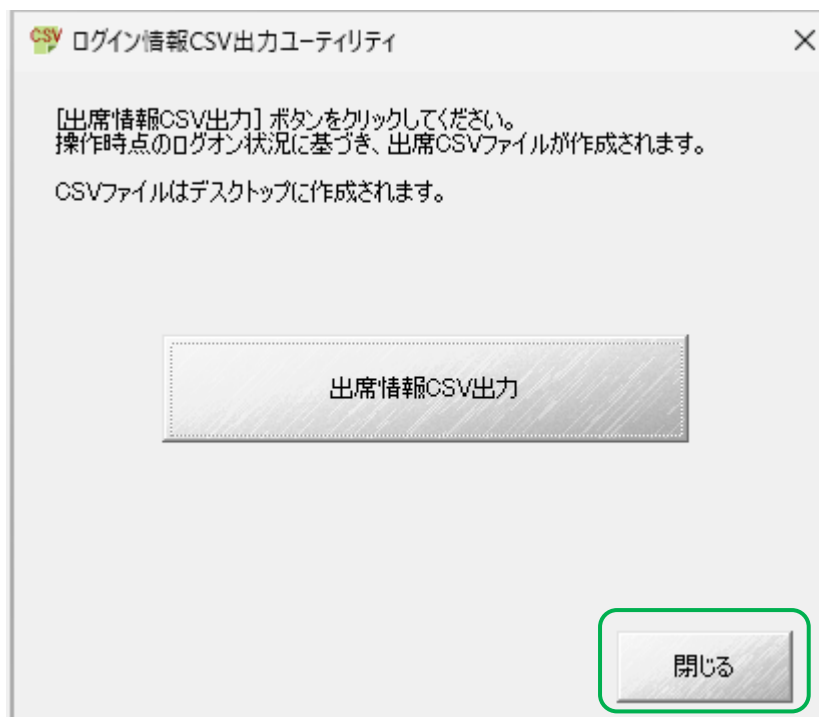 CSV ログイン情報CSV出力ユーティリティ
[出席情報CSV出力] ボタンをクリックしてください。
操作時点のログオン状況に基づき、出席CSVファイルが作成されます。
CSVファイルはデスクトップに作成されます。
出席情報CSV出力
閉じる